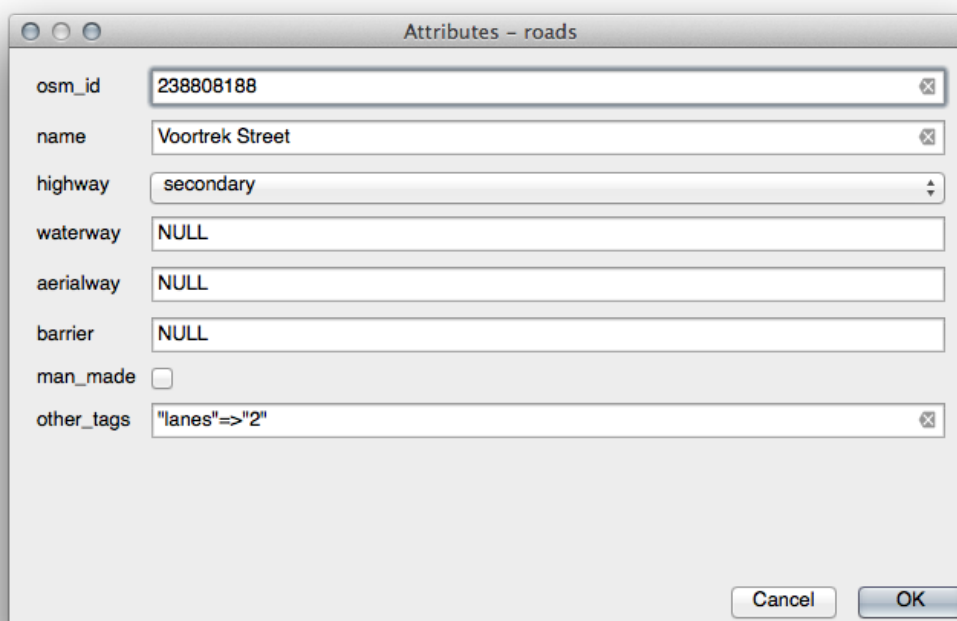 Attributes – roads
osm_id 238808188
name Voortrek Street
highway secondary
waterway NULL
aerialway NULL
barrier NULL
man_made
other_tags "lanes"=>"2"
Cancel OK